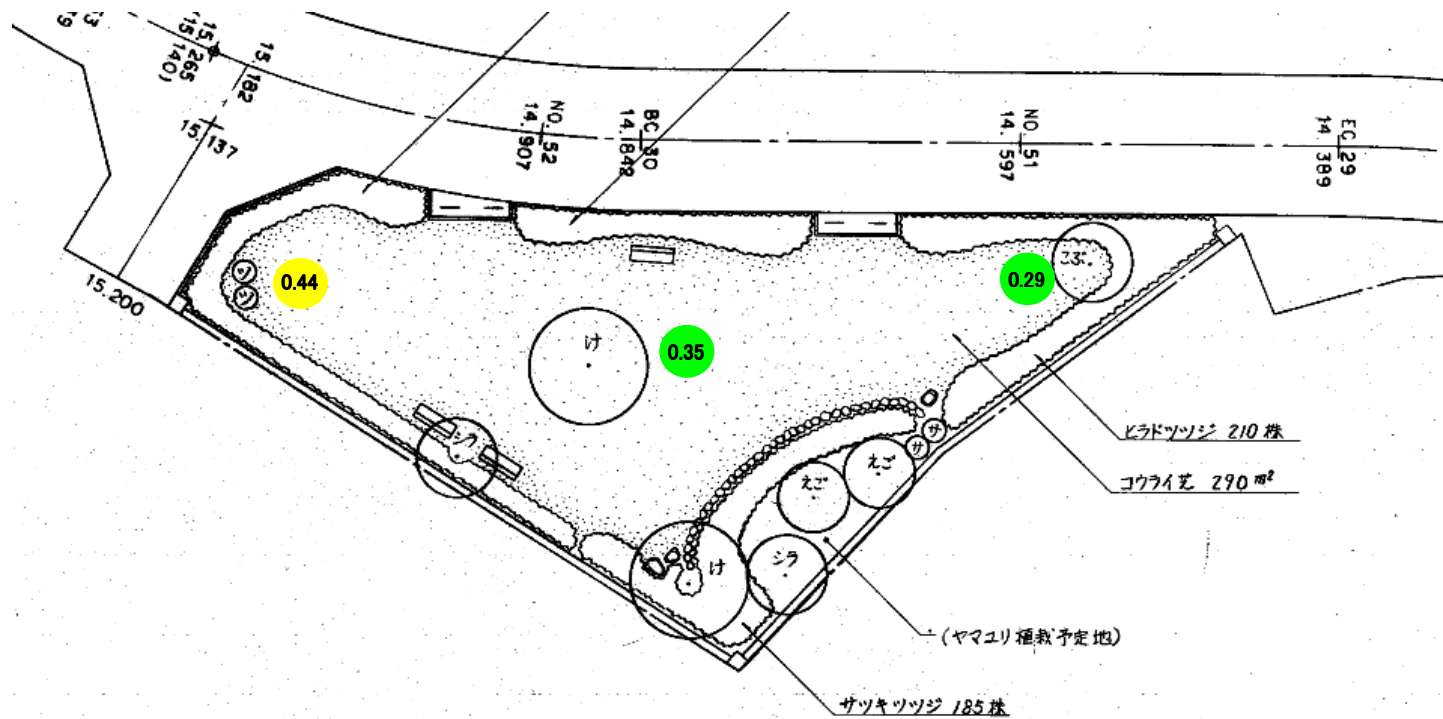 15.265
(15.140)
15.182
15.137
15.200
NO.52
14.907
BC.30
14.842
NO.51
14.597
EC.29
14.389
0.44
0.29
0.35
こぶ
け
シラ
えご
えご
サ
サ
け
シラ
ヒラドツツジ 210株
コウライ芝 290m²
(ヤマユリ植栽予定地)
サツキツツジ 185株